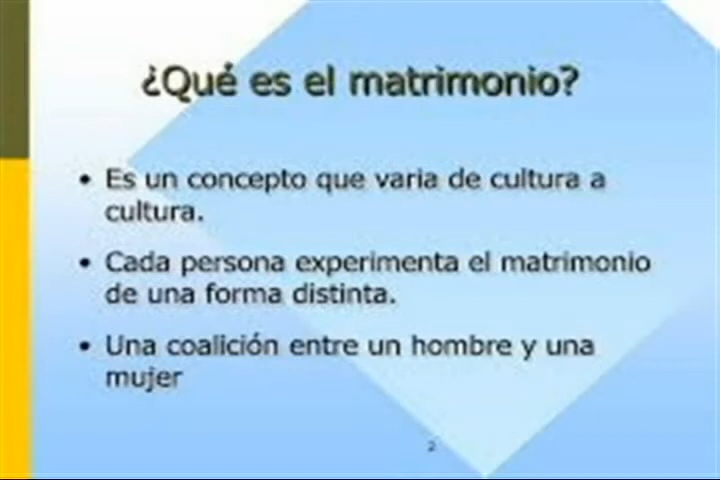 ¿Qué es el matrimonio?
• Es un concepto que varia de cultura a
cultura.
• Cada persona experimenta el matrimonio
de una forma distinta.
• Una coalición entre un hombre y una
mujer
2